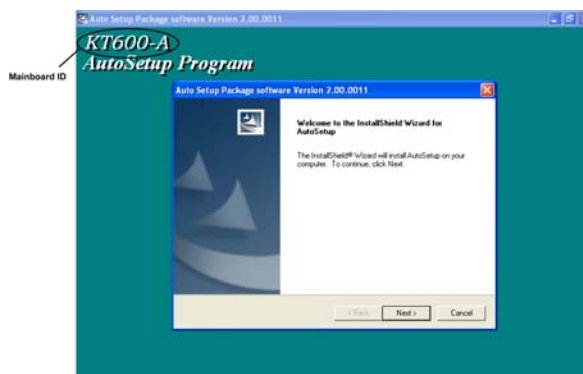 Auto Setup Package software Version 2.00.0011
KT600-A
AutoSetup Program
Mainboard ID
Auto Setup Package software Version 2.00.0011
Welcome to the InstallShield Wizard for
AutoSetup
The InstallShield® Wizard will install AutoSetup on your
computer. To continue, click Next.
< Back
Next >
Cancel